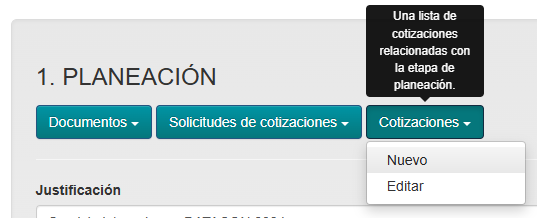 Una lista de
cotizaciones
relacionadas con
la etapa de
planeación.
1. PLANEACIÓN
Documentos
Solicitudes de cotizaciones
Cotizaciones
Nuevo
Editar
Justificación